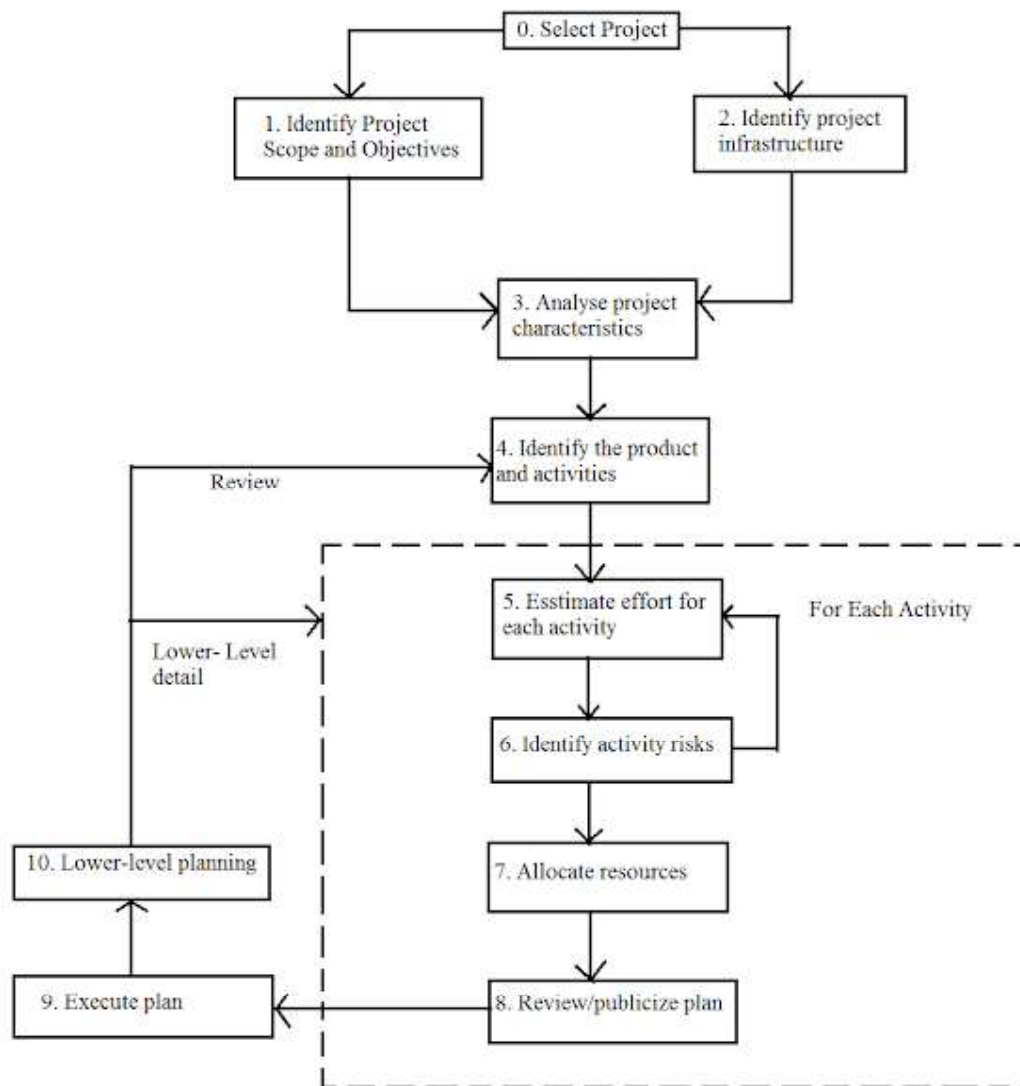 0. Select Project
1. Identify Project
Scope and Objectives
2. Identify project
infrastructure
3. Analyse project
characteristics
4. Identify the product
and activities
Review
5. Esstimate effort for
each activity
For Each Activity
Lower- Level
detail
6. Identify activity risks
10. Lower-level planning
7. Allocate resources
9. Execute plan
8. Review/publicize plan